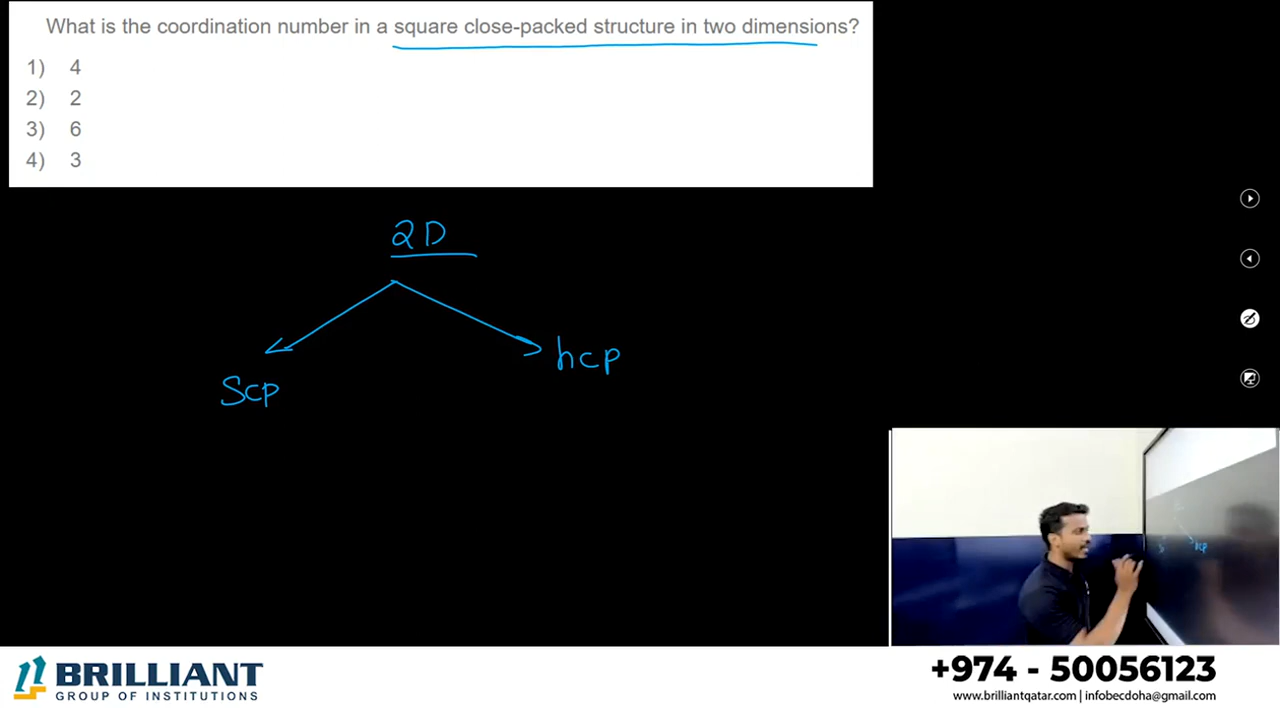 What is the coordination number in a square close-packed structure in two dimensions?
1) 4
2) 2
3) 6
4) 3
2D
hcp
Scp
hcp
BRILLIANT
GROUP OF INSTITUTIONS
+974 - 50056123
www.brilliantqatar.com | infobecdoha@gmail.com